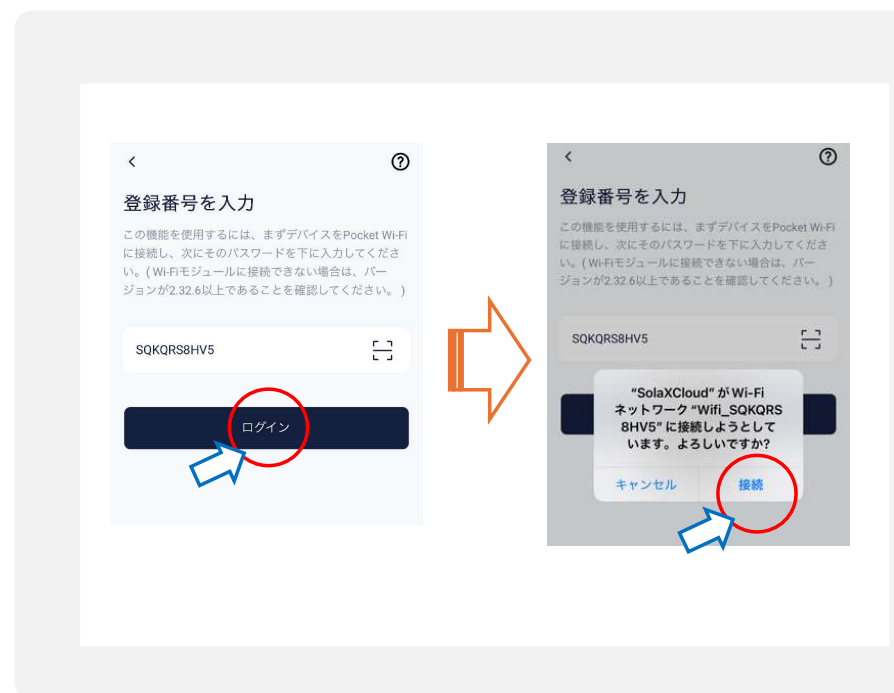 登録番号を入力
この機能を使用するには、まずデバイスをPocket Wi-Fi
に接続し、次にそのパスワードを下に入力してくださ
い。( Wi-Fiモジュールに接続できない場合は、バー
ジョンが2.32.6以上であることを確認してください。 )
SQKQRS8HV5
ログイン
登録番号を入力
この機能を使用するには、まずデバイスをPocket Wi-Fi
に接続し、次にそのパスワードを下に入力してくださ
い。( Wi-Fiモジュールに接続できない場合は、バー
ジョンが2.32.6以上であることを確認してください。 )
SQKQRS8HV5
"SolaXCloud" が Wi-Fi
ネットワーク "Wifi_SQKQRS
8HV5" に接続しようとして
います。よろしいですか?
キャンセル
接続